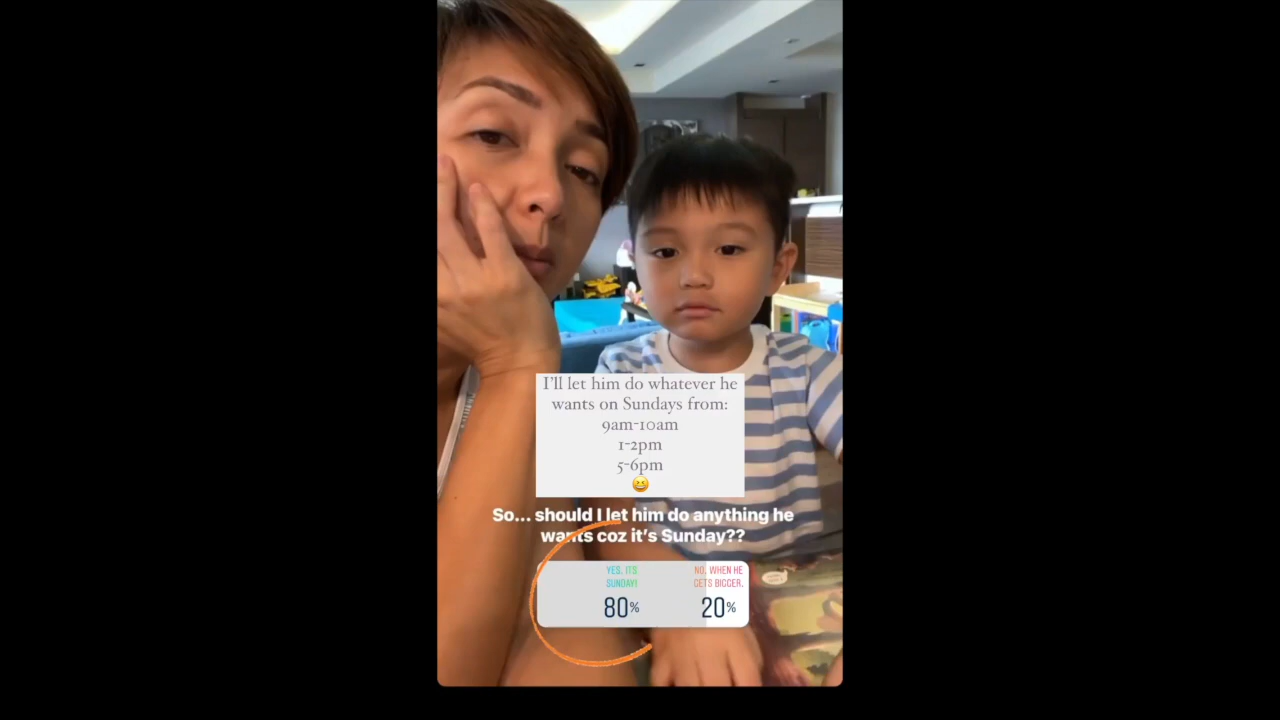 I'll let him do whatever he
wants on Sundays from:
9am-10am
1-2pm
5-6pm
😆
So... should I let him do anything he
wants coz it's Sunday??
YES. ITS
SUNDAY!
80%
NO, WHEN HE
GETS BIGGER.
20%